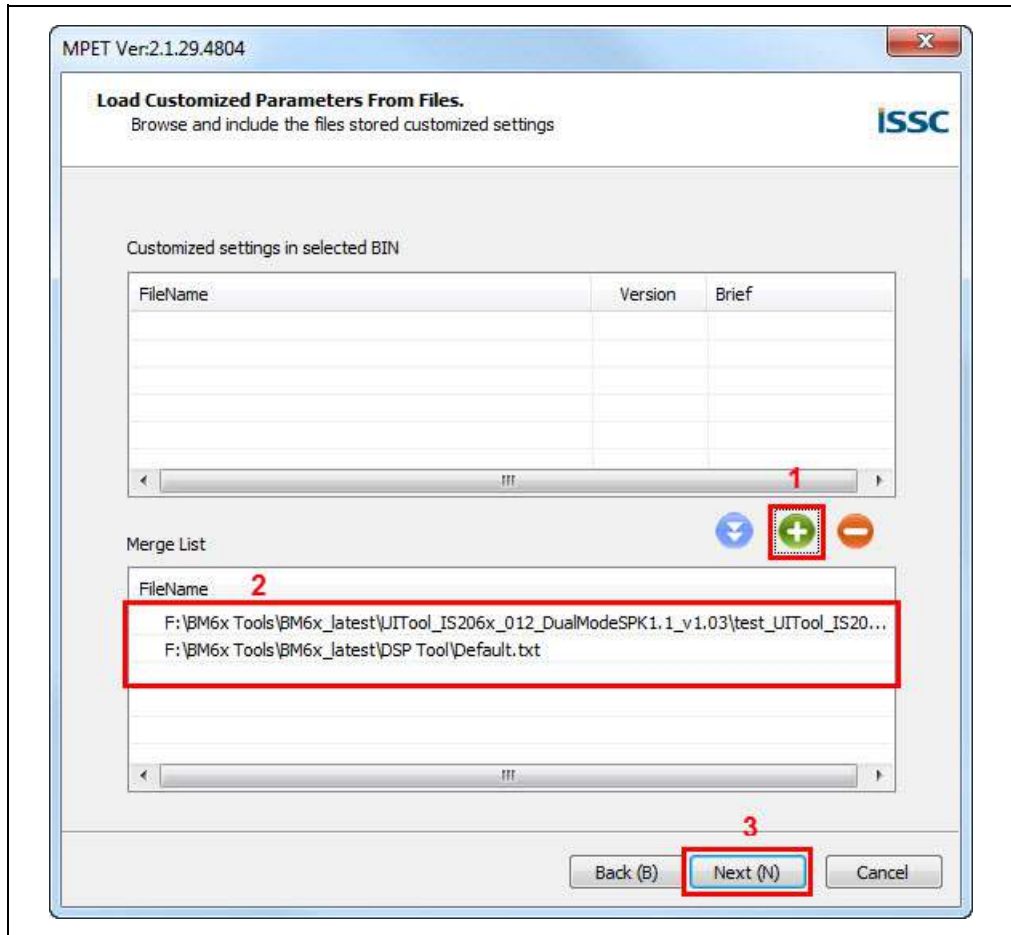 MPET Ver:2.1.29.4804
Load Customized Parameters From Files.
Browse and include the files stored customized settings
ISSC
Customized settings in selected BIN
FileName Version Brief
1
Merge List
FileName 2
F:\BM6x Tools\BM6x_latest\UITool_IS206x_012_DualModeSPK1.1_v1.03\test_UITool_IS20...
F:\BM6x Tools\BM6x_latest\DSP Tool\Default.txt
3
Back (B) Next (N) Cancel